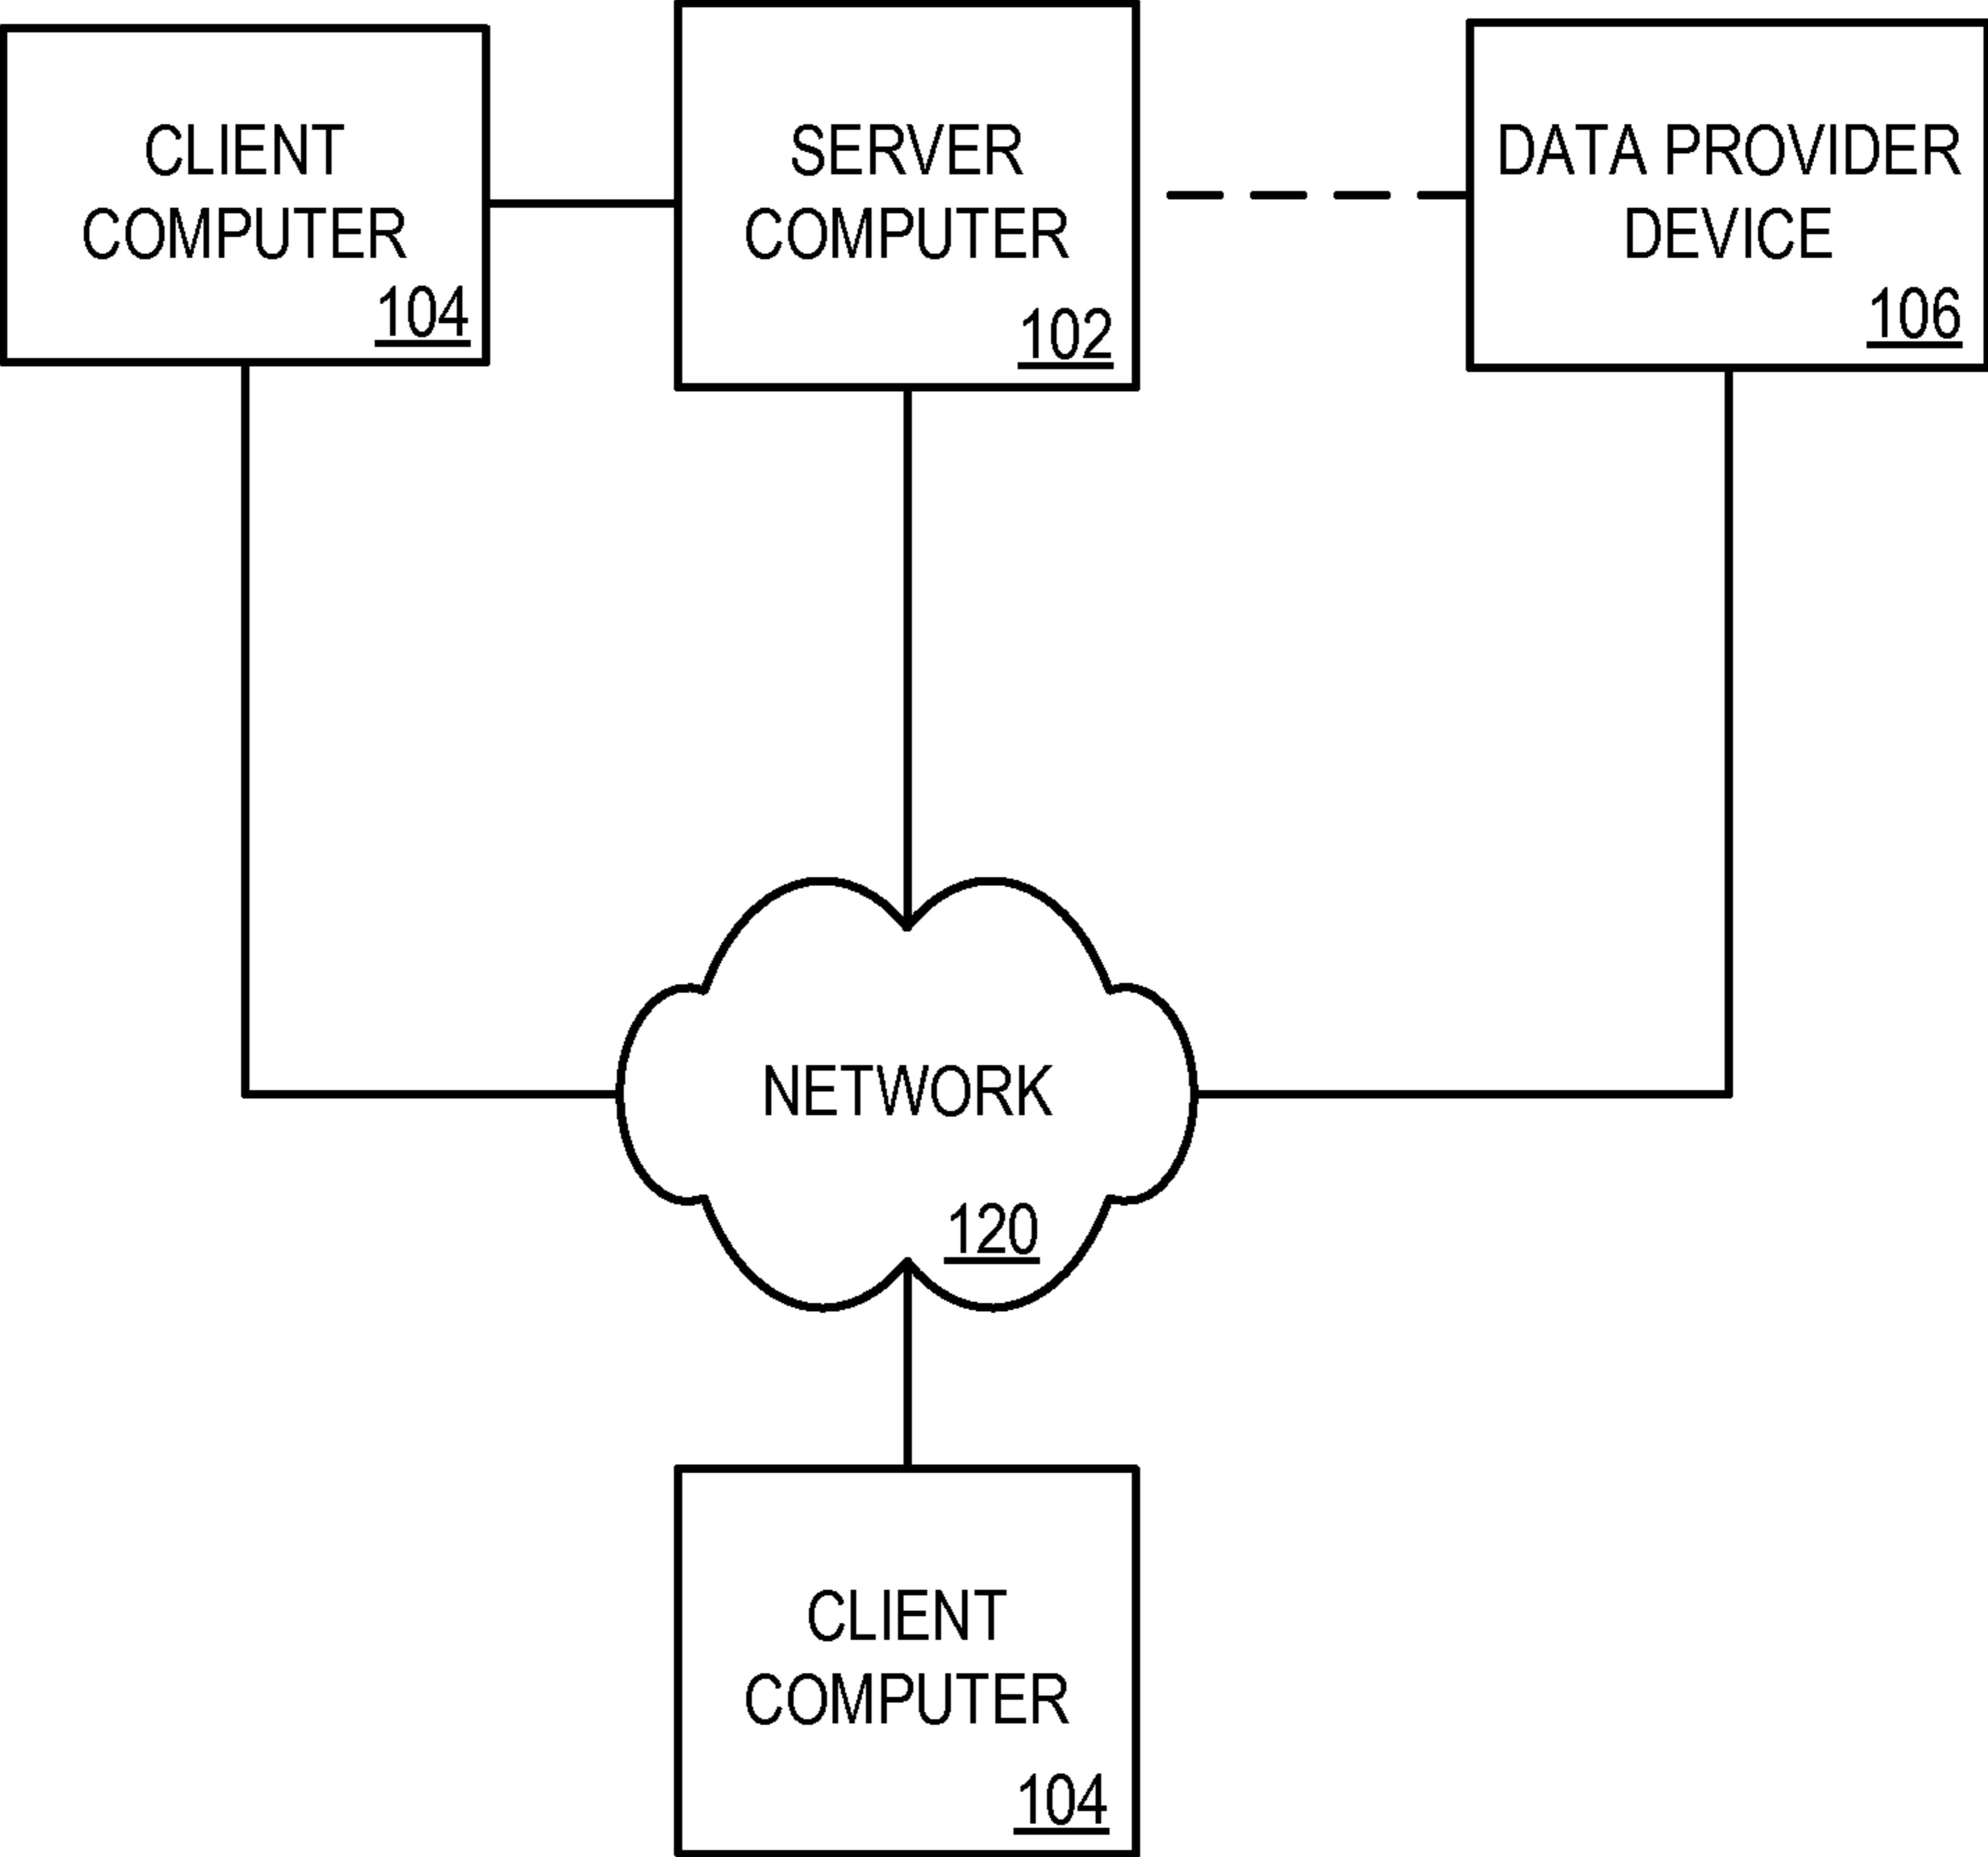 CLIENT
COMPUTER
104
SERVER
COMPUTER
102
DATA PROVIDER
DEVICE
106
NETWORK
120
CLIENT
COMPUTER
104